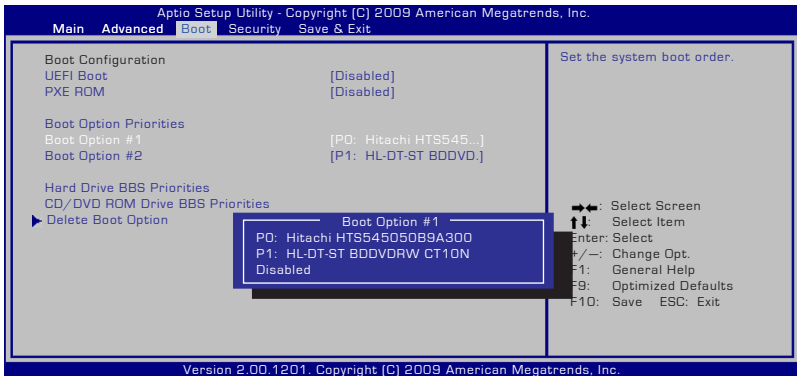 Aptio Setup Utility - Copyright (C) 2009 American Megatrends, Inc.
Main Advanced Boot Security Save & Exit
Boot Configuration
UEFI Boot [Disabled]
PXE ROM [Disabled]
Boot Option Priorities
Boot Option #1 [P0: Hitachi HTS545...]
Boot Option #2 [P1: HL-DT-ST BDDVD.]
Hard Drive BBS Priorities
CD/DVD ROM Drive BBS Priorities
Delete Boot Option
Boot Option #1
P0: Hitachi HTS545050B9A300
P1: HL-DT-ST BDDVDRW CT10N
Disabled
Set the system boot order.
→←: Select Screen
↑↓: Select Item
Enter: Select
+/—: Change Opt.
F1: General Help
F9: Optimized Defaults
F10: Save ESC: Exit
Version 2.00.1201. Copyright (C) 2009 American Megatrends, Inc.